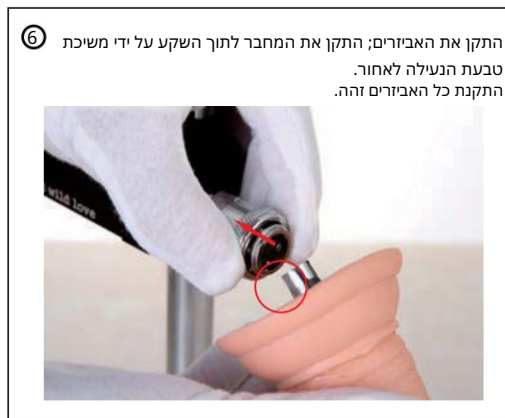 ⑥ התקן את האביזרים; התקן את המחבר לתוך השקע על ידי משיכת
טבעת הנעילה לאחור.
התקנת כל האביזרים זהה.
wild love